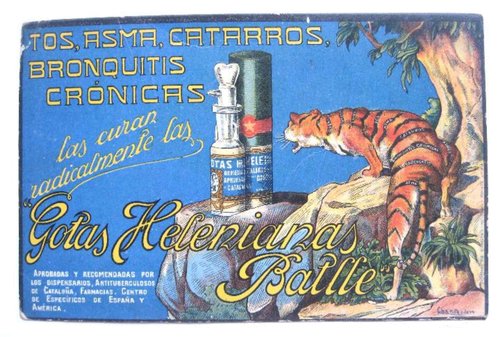 TOS, ASMA, CATARROS,
BRONQUITIS
CRÓNICAS
las curan
radicalmente las
"Gotas Helenianas
Batlle"
APROBADAS Y RECOMENDADAS POR
LOS DISPENSARIOS, ANTITUBERCULOSOS
DE CATALUÑA, FARMACIAS, CENTRO
DE ESPECÍFICOS DE ESPAÑA Y
AMÉRICA.